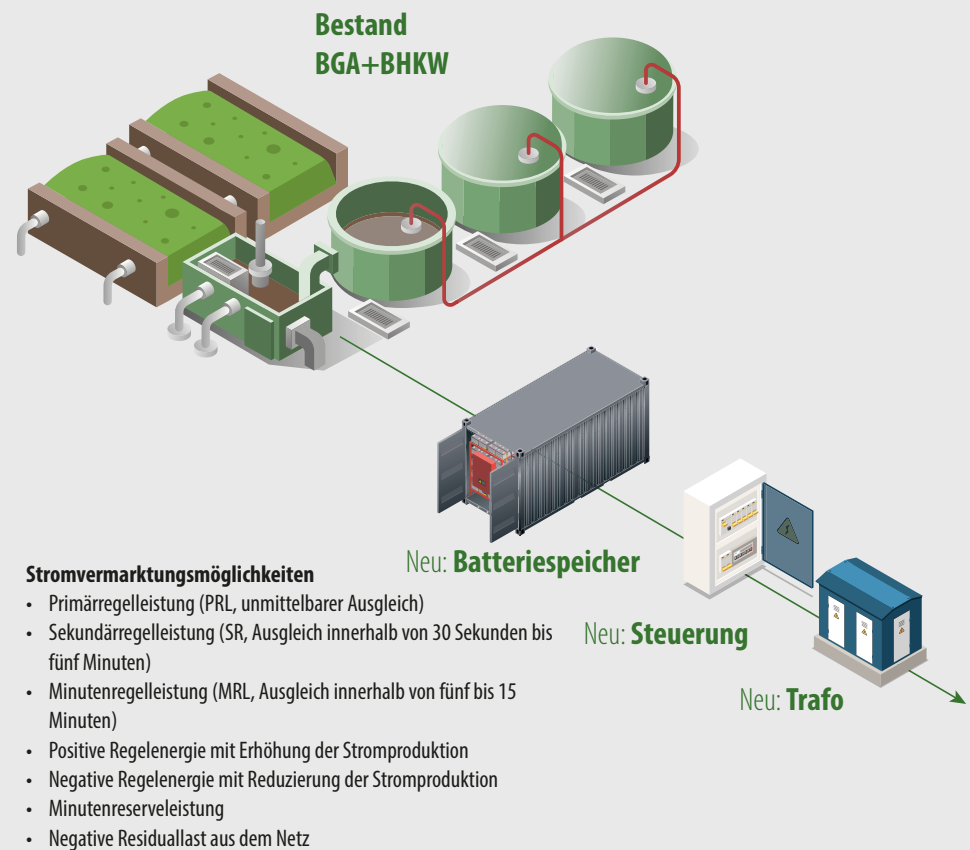 Bestand
BGA+BHKW
Neu: Batteriespeicher
Neu: Steuerung
Neu: Trafo
Stromvermarktungsmöglichkeiten
• Primärregelleistung (PRL, unmittelbarer Ausgleich)
• Sekundärregelleistung (SR, Ausgleich innerhalb von 30 Sekunden bis
fünf Minuten)
• Minutenregelleistung (MRL, Ausgleich innerhalb von fünf bis 15
Minuten)
• Positive Regelenergie mit Erhöhung der Stromproduktion
• Negative Regelenergie mit Reduzierung der Stromproduktion
• Minutenreserveleistung
• Negative Residuallast aus dem Netz